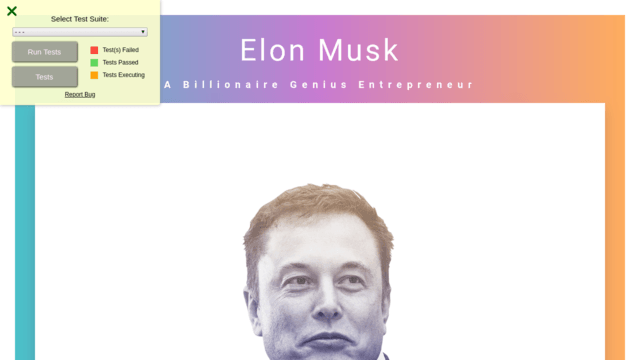 Select Test Suite:
- - -
Run Tests
Test(s) Failed
Tests Passed
Tests
Tests Executing
Report Bug
Elon Musk
A Billionaire Genius Entrepreneur